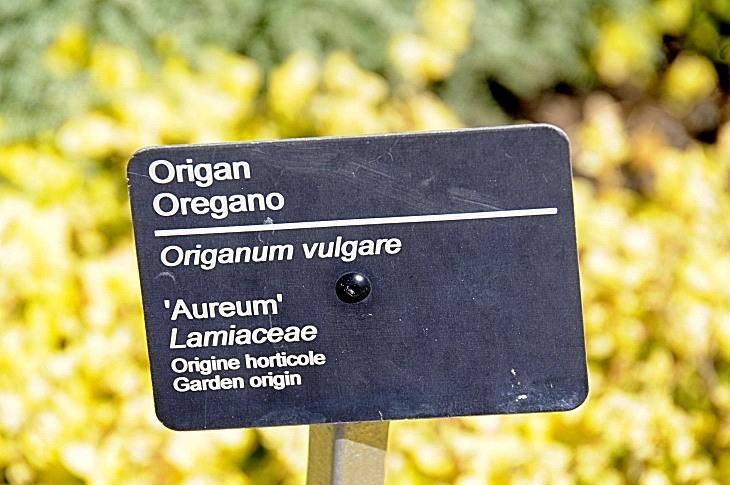 Origan
Oregano
Origanum vulgare
'Aureum'
Lamiaceae
Origine horticole
Garden origin